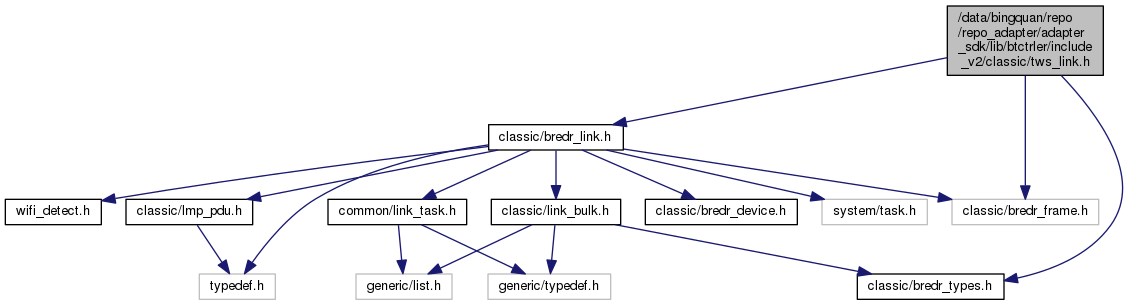 /data/bingquan/repo
/repo_adapter/adapter
_sdk/lib/btctrler/include
_v2/classic/tws_link.h
classic/bredr_link.h
wifi_detect.h
classic/lmp_pdu.h
common/link_task.h
classic/link_bulk.h
classic/bredr_device.h
system/task.h
classic/bredr_frame.h
typedef.h
generic/list.h
generic/typedef.h
classic/bredr_types.h